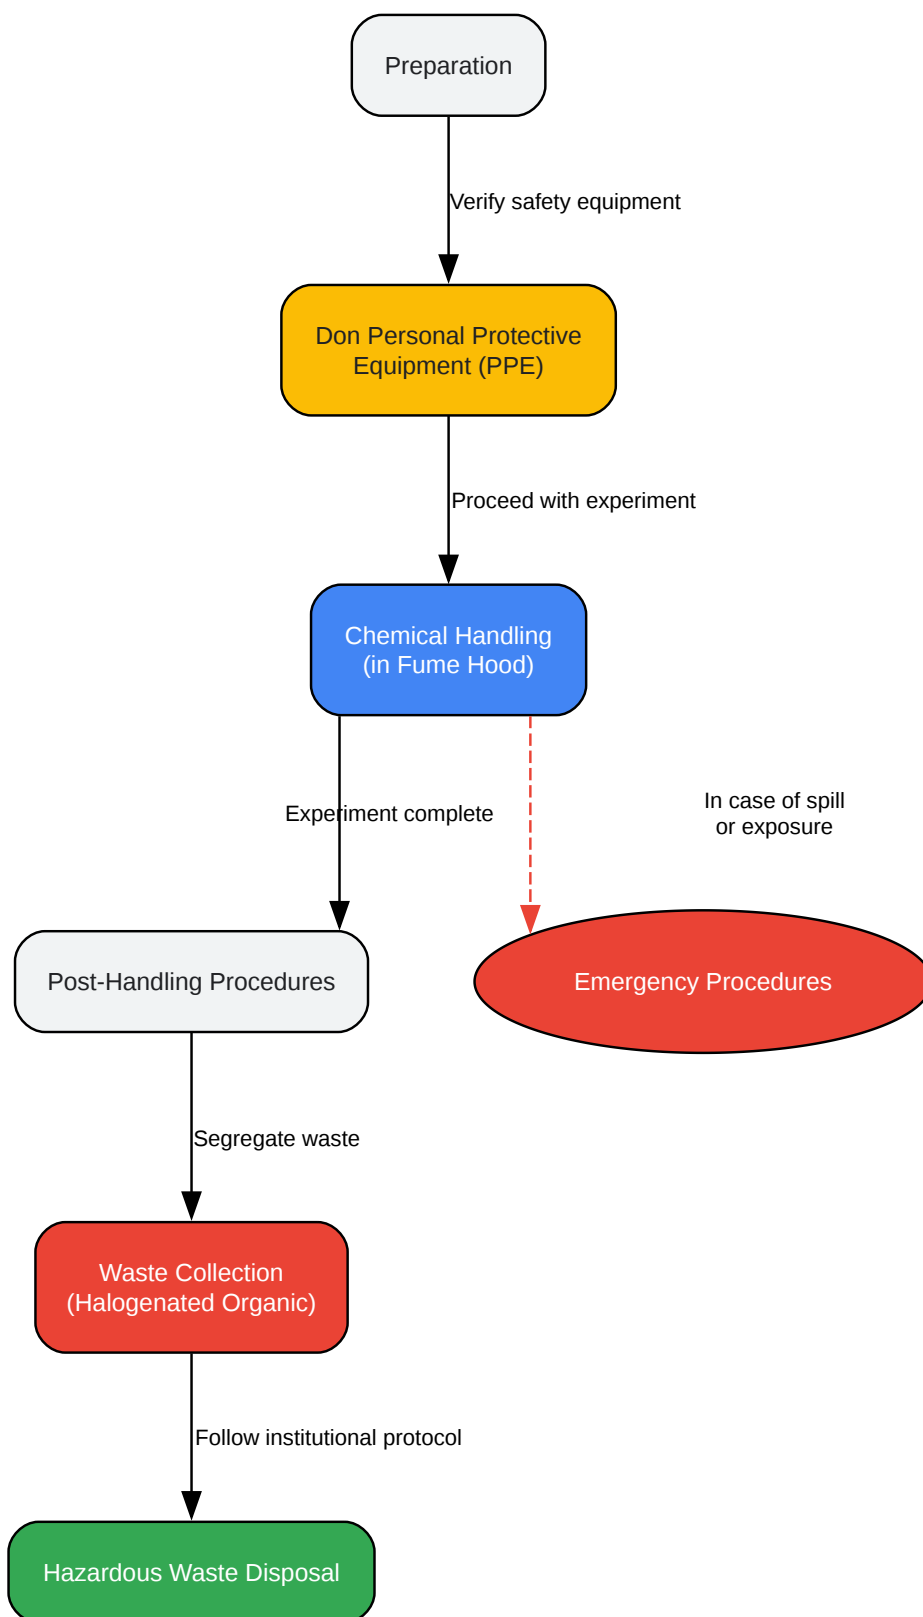 Preparation
Verify safety equipment
Don Personal Protective
Equipment (PPE)
Proceed with experiment
Chemical Handling
(in Fume Hood)
Experiment complete
In case of spill
or exposure
Post-Handling Procedures
Emergency Procedures
Segregate waste
Waste Collection
(Halogenated Organic)
Follow institutional protocol
Hazardous Waste Disposal